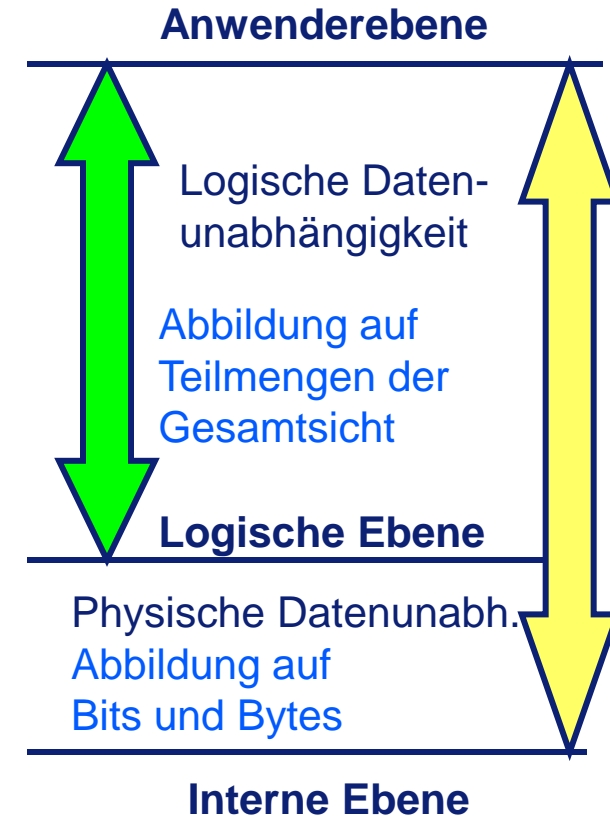 Anwenderebene
Logische Daten-
unabhängigkeit
Abbildung auf
Teilmengen der
Gesamtsicht
Logische Ebene
Physische Datenunabh.
Abbildung auf
Bits und Bytes
Interne Ebene